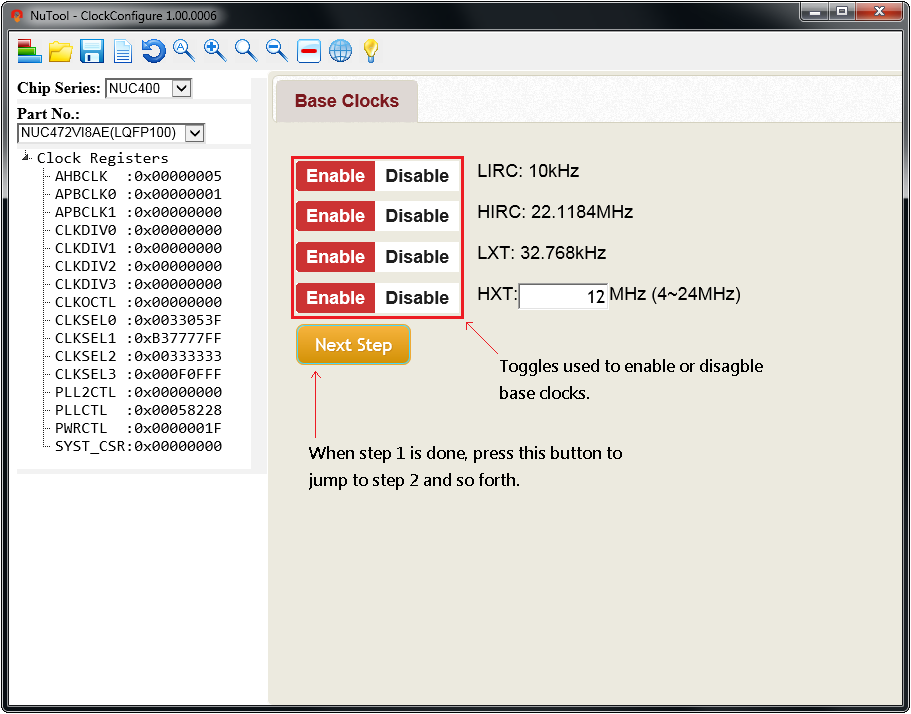 NuTool - ClockConfigure 1.00.0006
Chip Series: NUC400
Part No.:
NUC472VI8AE(LQFP100)
Clock Registers
AHBCLK :0x00000005
APBCLK0 :0x00000001
APBCLK1 :0x00000000
CLKDIV0 :0x00000000
CLKDIV1 :0x00000000
CLKDIV2 :0x00000000
CLKDIV3 :0x00000000
CLKOCTL :0x00000000
CLKSEL0 :0x0033053F
CLKSEL1 :0xB37777FF
CLKSEL2 :0x00333333
CLKSEL3 :0x000F0FFF
PLL2CTL :0x00000000
PLLCTL :0x00058228
PWRCTL :0x0000001F
SYST_CSR:0x00000000
Base Clocks
Enable Disable LIRC: 10kHz
Enable Disable HIRC: 22.1184MHz
Enable Disable LXT: 32.768kHz
Enable Disable HXT: 12 MHz (4~24MHz)
Next Step
Toggles used to enable or disagble
base clocks.
When step 1 is done, press this button to
jump to step 2 and so forth.